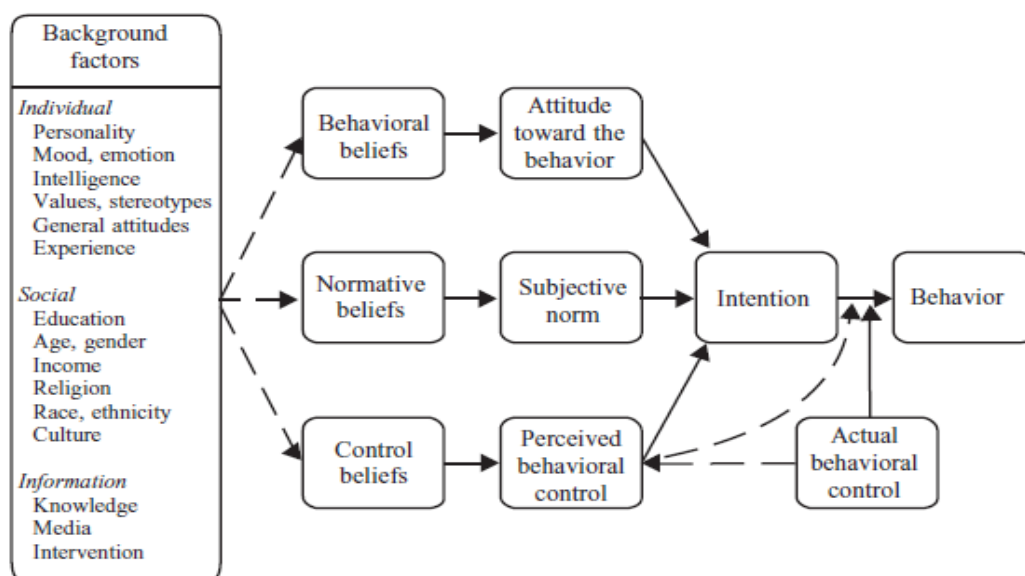 Background
factors
Individual
Personality
Mood, emotion
Intelligence
Values, stereotypes
General attitudes
Experience
Social
Education
Age, gender
Income
Religion
Race, ethnicity
Culture
Information
Knowledge
Media
Intervention
Behavioral
beliefs
Attitude
toward the
behavior
Normative
beliefs
Subjective
norm
Intention
Behavior
Control
beliefs
Perceived
behavioral
control
Actual
behavioral
control